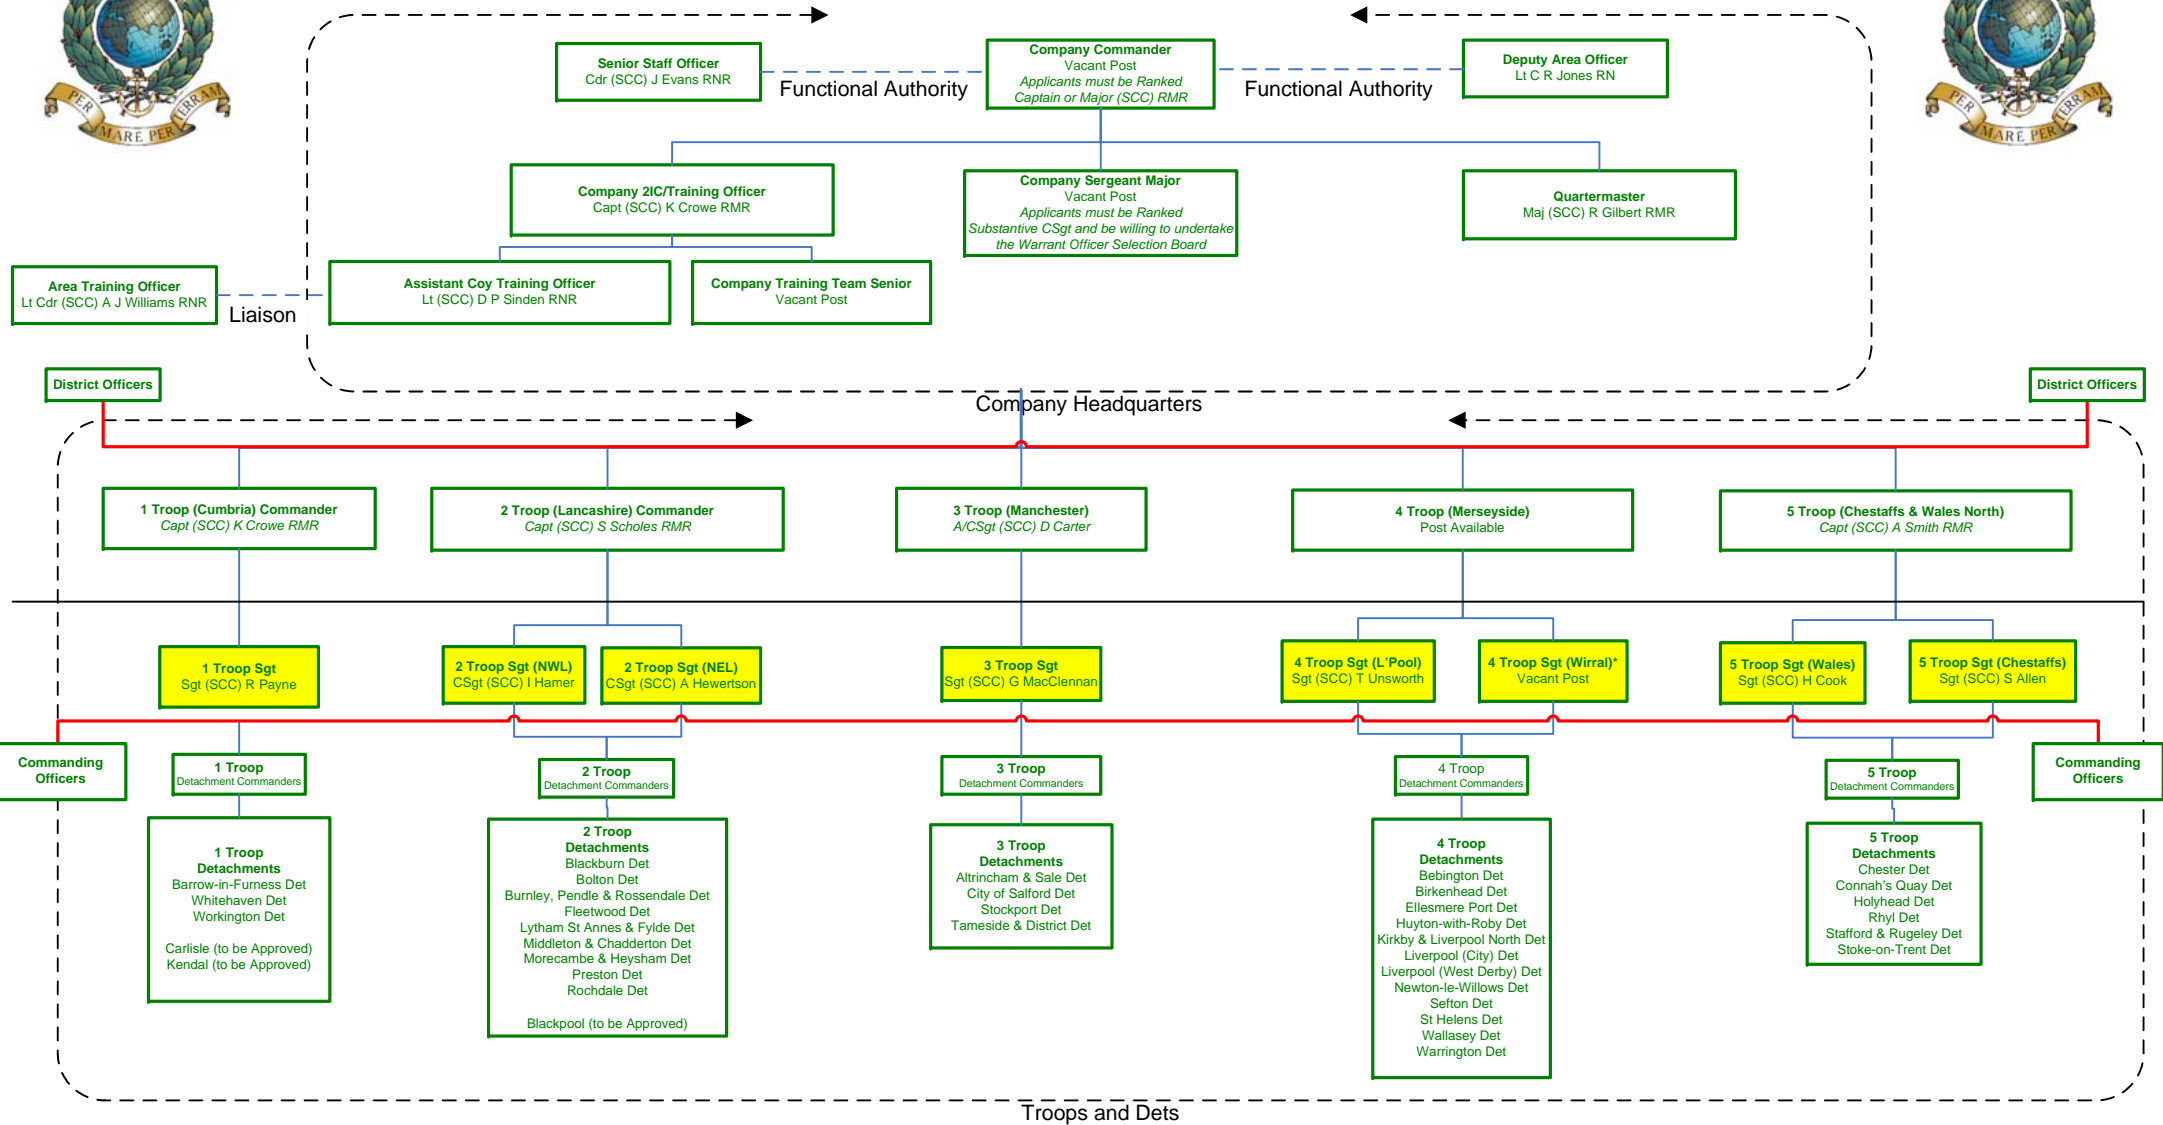 PER MARE PER TERRAM
PER MARE PER TERRAM
Senior Staff Officer
Cdr (SCC) J Evans RNR
Functional Authority
Company Commander
Vacant Post
Applicants must be Ranked
Captain or Major (SCC) RMR
Functional Authority
Deputy Area Officer
Lt C R Jones RN
Company 2IC/Training Officer
Capt (SCC) K Crowe RMR
Company Sergeant Major
Vacant Post
Applicants must be Ranked
Substantive CSgt and be willing to undertake
the Warrant Officer Selection Board
Quartermaster
Maj (SCC) R Gilbert RMR
Area Training Officer
Lt Cdr (SCC) A J Williams RNR
Liaison
Assistant Coy Training Officer
Lt (SCC) D P Sinden RNR
Company Training Team Senior
Vacant Post
District Officers
District Officers
Company Headquarters
1 Troop (Cumbria) Commander
Capt (SCC) K Crowe RMR
2 Troop (Lancashire) Commander
Capt (SCC) S Scholes RMR
3 Troop (Manchester)
A/CSgt (SCC) D Carter
4 Troop (Merseyside)
Post Available
5 Troop (Chestaffs & Wales North)
Capt (SCC) A Smith RMR
1 Troop Sgt
Sgt (SCC) R Payne
2 Troop Sgt (NWL)
CSgt (SCC) I Hamer
2 Troop Sgt (NEL)
CSgt (SCC) A Hewertson
3 Troop Sgt
Sgt (SCC) G MacClennan
4 Troop Sgt (L'Pool)
Sgt (SCC) T Unsworth
4 Troop Sgt (Wirral)*
Vacant Post
5 Troop Sgt (Wales)
Sgt (SCC) H Cook
5 Troop Sgt (Chestaffs)
Sgt (SCC) S Allen
Commanding
Officers
1 Troop
Detachment Commanders
2 Troop
Detachment Commanders
3 Troop
Detachment Commanders
4 Troop
Detachment Commanders
5 Troop
Detachment Commanders
Commanding
Officers
1 Troop
Detachments
Barrow-in-Furness Det
Whitehaven Det
Workington Det
Carlisle (to be Approved)
Kendal (to be Approved)
2 Troop
Detachments
Blackburn Det
Bolton Det
Burnley, Pendle & Rossendale Det
Fleetwood Det
Lytham St Annes & Fylde Det
Middleton & Chadderton Det
Morecambe & Heysham Det
Preston Det
Rochdale Det
Blackpool (to be Approved)
3 Troop
Detachments
Altrincham & Sale Det
City of Salford Det
Stockport Det
Tameside & District Det
4 Troop
Detachments
Bebington Det
Birkenhead Det
Ellesmere Port Det
Huyton-with-Roby Det
Kirkby & Liverpool North Det
Liverpool (City) Det
Liverpool (West Derby) Det
Newton-le-Willows Det
Sefton Det
St Helens Det
Wallasey Det
Warrington Det
5 Troop
Detachments
Chester Det
Connah's Quay Det
Holyhead Det
Rhyl Det
Stafford & Rugeley Det
Stoke-on-Trent Det
Troops and Dets